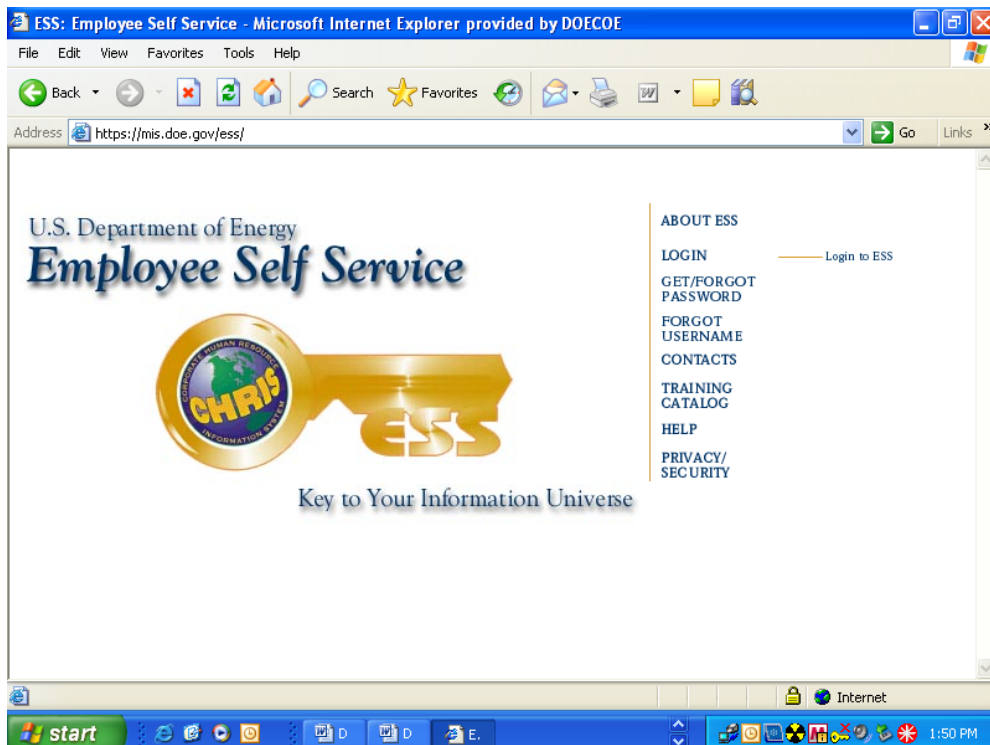 ESS: Employee Self Service - Microsoft Internet Explorer provided by DOECOE
File Edit View Favorites Tools Help
Back Search Favorites W
Address https://mis.doe.gov/ess/ Go Links »
U.S. Department of Energy
Employee Self Service
CORPORATE HUMAN RESOURCE
CHRIS
INFORMATION SYSTEM
ESS
Key to Your Information Universe
ABOUT ESS
LOGIN Login to ESS
GET/FORGOT
PASSWORD
FORGOT
USERNAME
CONTACTS
TRAINING
CATALOG
HELP
PRIVACY/
SECURITY
Internet
start D D E. 1:50 PM